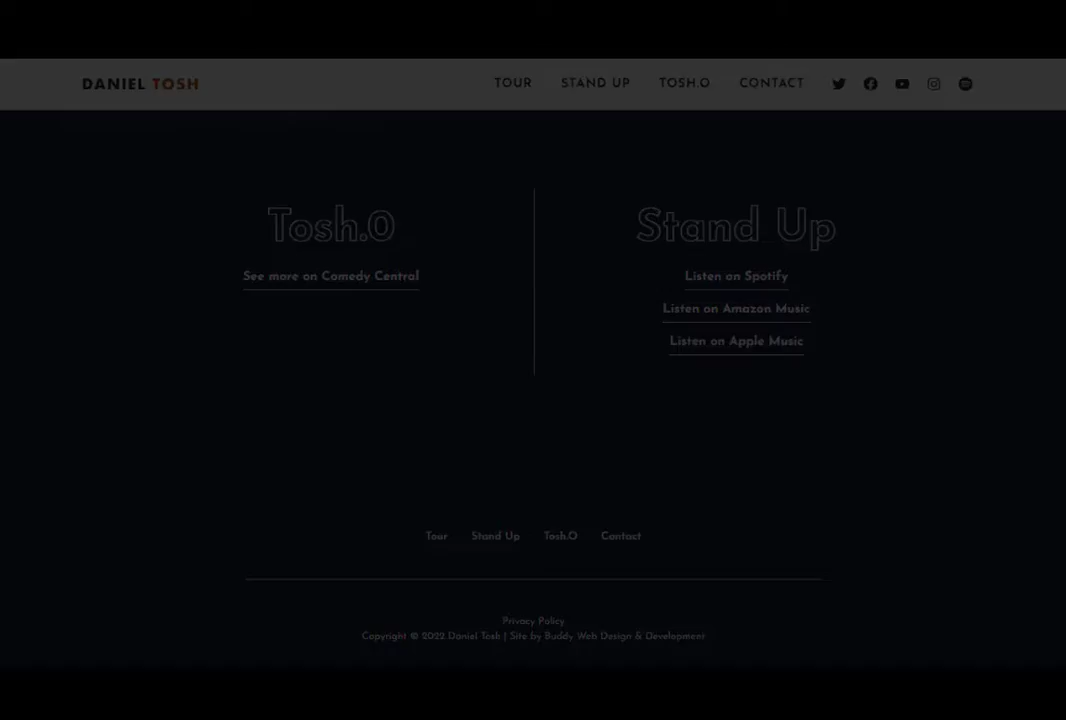 DANIEL TOSH
TOUR STAND UP TOSH.O CONTACT
Tosh.0
See more on Comedy Central
Stand Up
Listen on Spotify
Listen on Amazon Music
Listen on Apple Music
Tour Stand Up Tosh.O Contact
Privacy Policy
Copyright © 2022 Daniel Tosh | Site by Buddy Web Design & Development